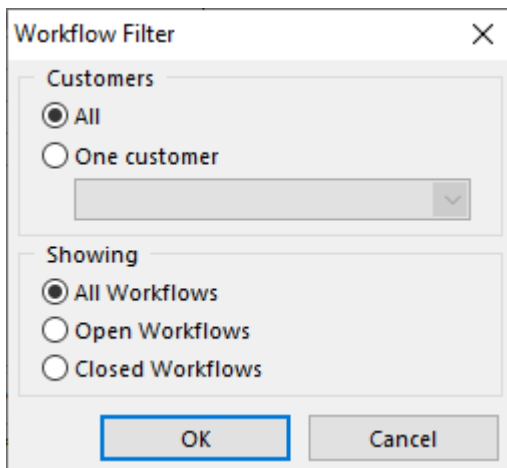 Workflow Filter
Customers
All
One customer
Showing
All Workflows
Open Workflows
Closed Workflows
OK Cancel